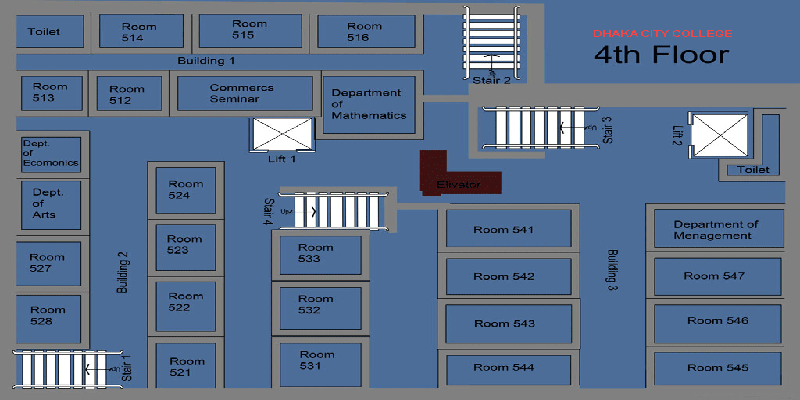 DHAKA CITY COLLEGE
4th Floor
Toilet
Room
514
Room
515
Room
516
Building 1
Stair 2
Room
513
Room
512
Commercs
Seminar
Department
of
Mathematics
Lift 1
Stair 3
Lift 2
Toilet
Dept.
of
Ecomonics
Dept.
of
Arts
Room
527
Room
528
Stair 1
Building 2
Room
524
Room
523
Room
522
Room
521
Stair 4
Room
533
Room
532
Room
531
Elivator
Room 541
Room 542
Room 543
Room 544
Building 3
Department of
Menagement
Room 547
Room 546
Room 545